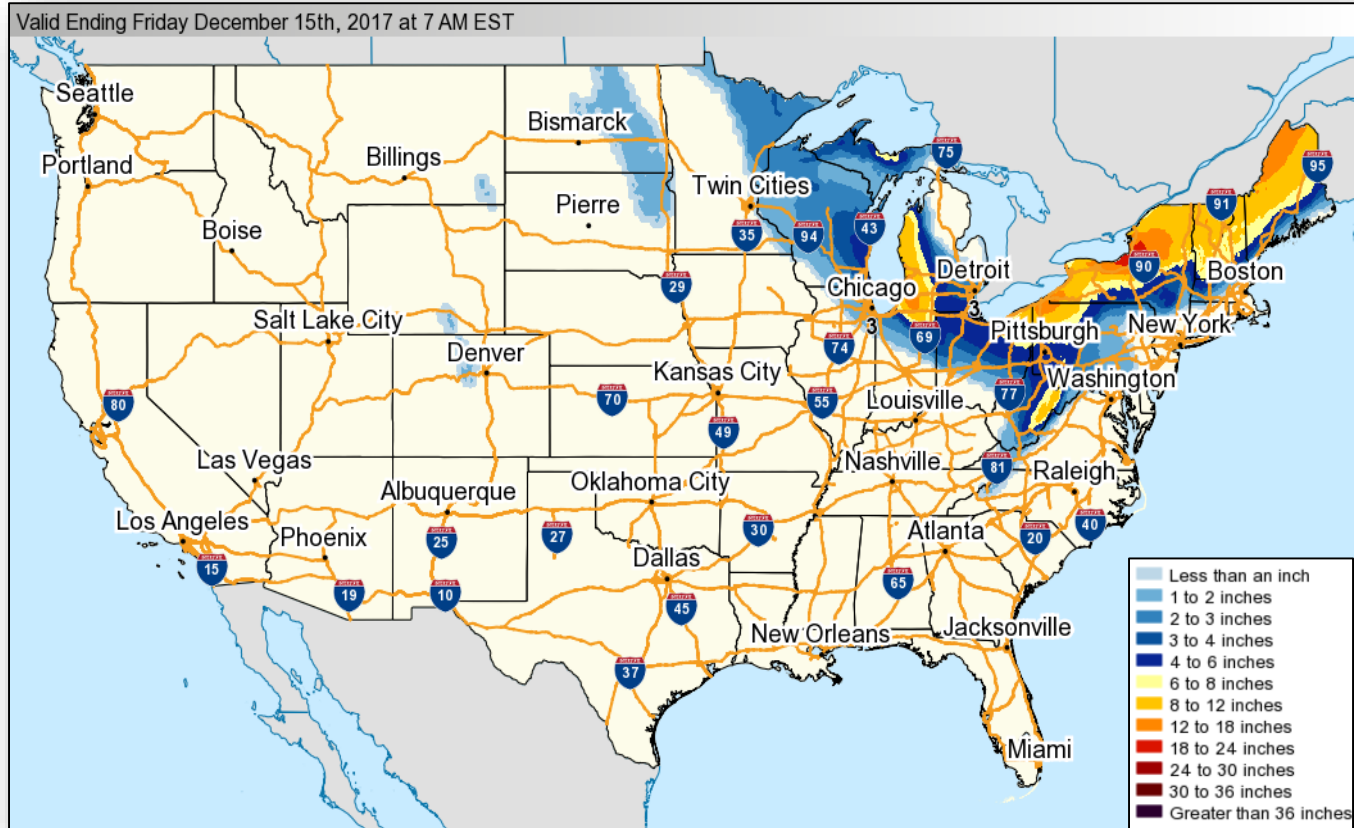 Valid Ending Friday December 15th, 2017 at 7 AM EST
Seattle
Portland
Billings
Bismarck
Pierre
Boise
Twin Cities
75
95
91
35
94
43
90
Boston
Detroit
3
Chicago
3
29
Salt Lake City
New York
Pittsburgh
69
74
Denver
Washington
Kansas City
80
70
55
77
Louisville
49
Las Vegas
Nashville
81
Raleigh
Albuquerque
Oklahoma City
Los Angeles
Phoenix
25
27
30
Atlanta
20
40
15
Dallas
19
10
45
65
New Orleans
Jacksonville
37
Miami
INTERSTATE
Less than an inch
1 to 2 inches
2 to 3 inches
3 to 4 inches
4 to 6 inches
6 to 8 inches
8 to 12 inches
12 to 18 inches
18 to 24 inches
24 to 30 inches
30 to 36 inches
Greater than 36 inches